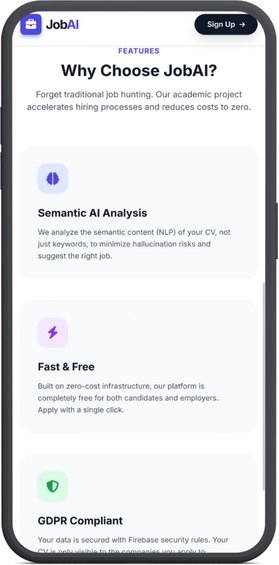 JobAI
Sign Up →
FEATURES
Why Choose JobAI?
Forget traditional job hunting. Our academic project
accelerates hiring processes and reduces costs to zero.
Semantic AI Analysis
We analyze the semantic content (NLP) of your CV, not
just keywords, to minimize hallucination risks and
suggest the right job.
Fast & Free
Built on zero-cost infrastructure, our platform is
completely free for both candidates and employers.
Apply with a single click.
GDPR Compliant
Your data is secured with Firebase security rules. Your
CV is only visible to the companies you apply to.